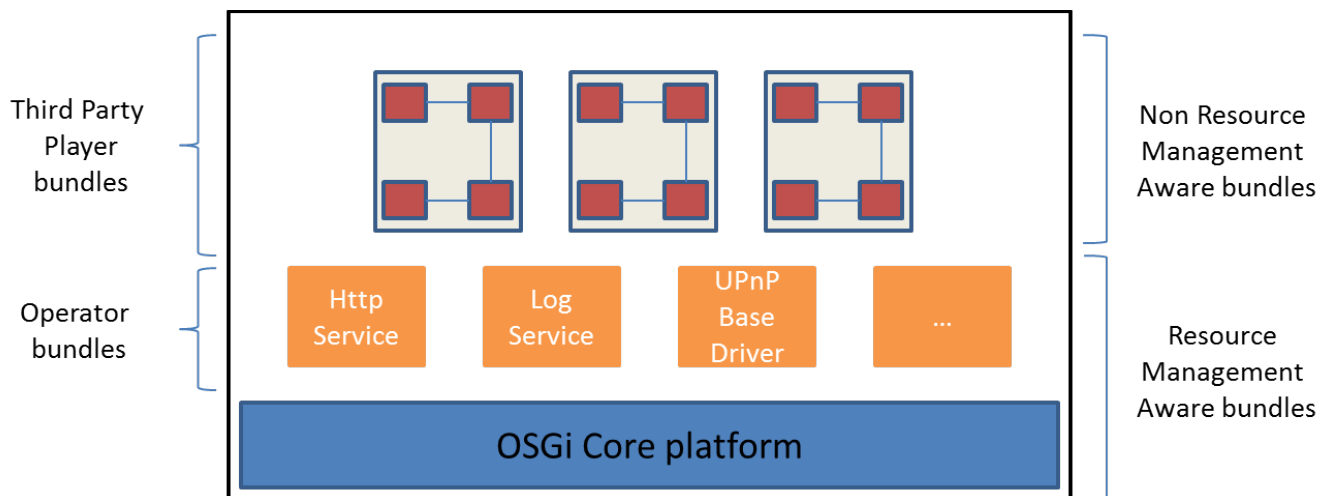 Third Party
Player
bundles
Non Resource
Management
Aware bundles
Operator
bundles
Http
Service
Log
Service
UPnP
Base
Driver
...
Resource
Management
Aware bundles
OSGi Core platform